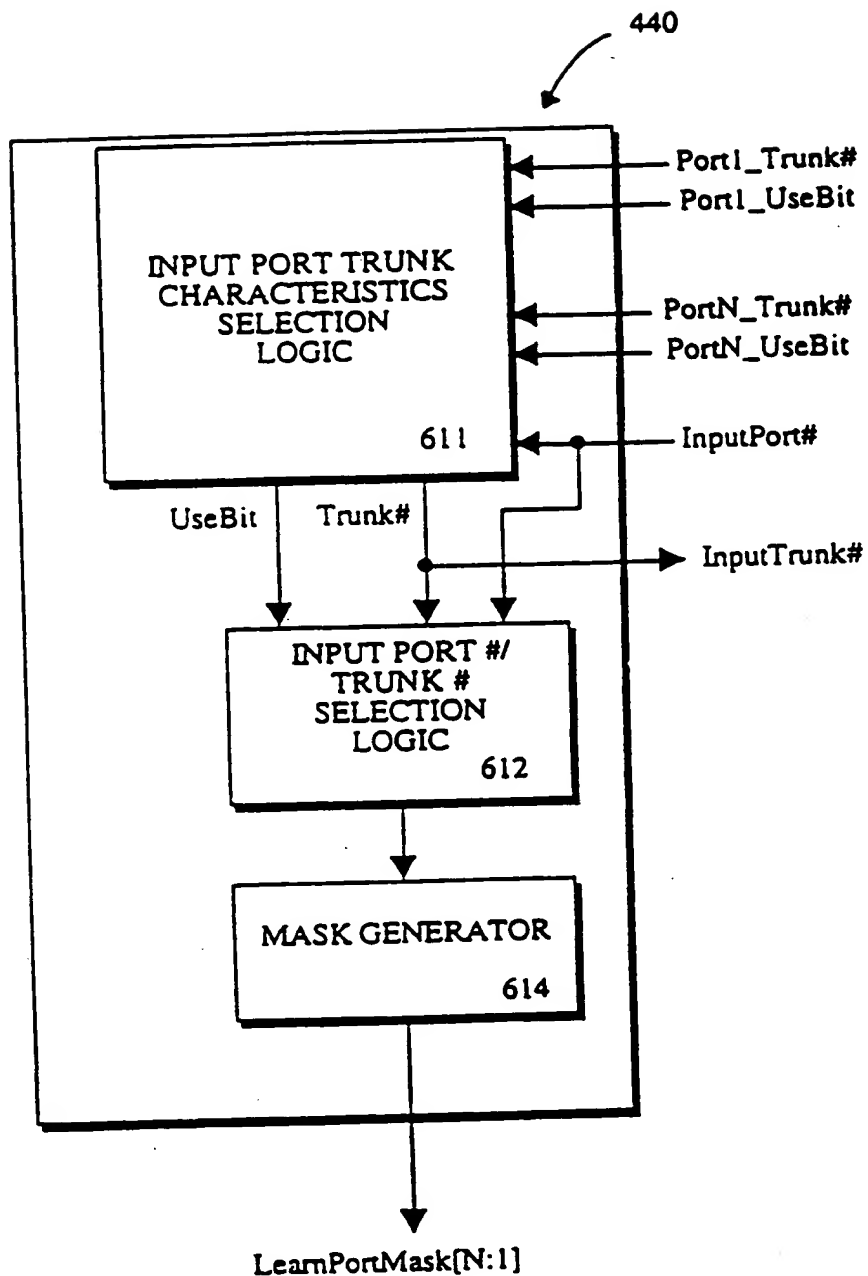 440
Port1_Trunk#
Port1_UseBit
INPUT PORT TRUNK
CHARACTERISTICS
SELECTION
LOGIC
PortN_Trunk#
PortN_UseBit
611
InputPort#
UseBit
Trunk#
InputTrunk#
INPUT PORT #/
TRUNK #
SELECTION
LOGIC
612
MASK GENERATOR
614
LearnPortMask[N:1]